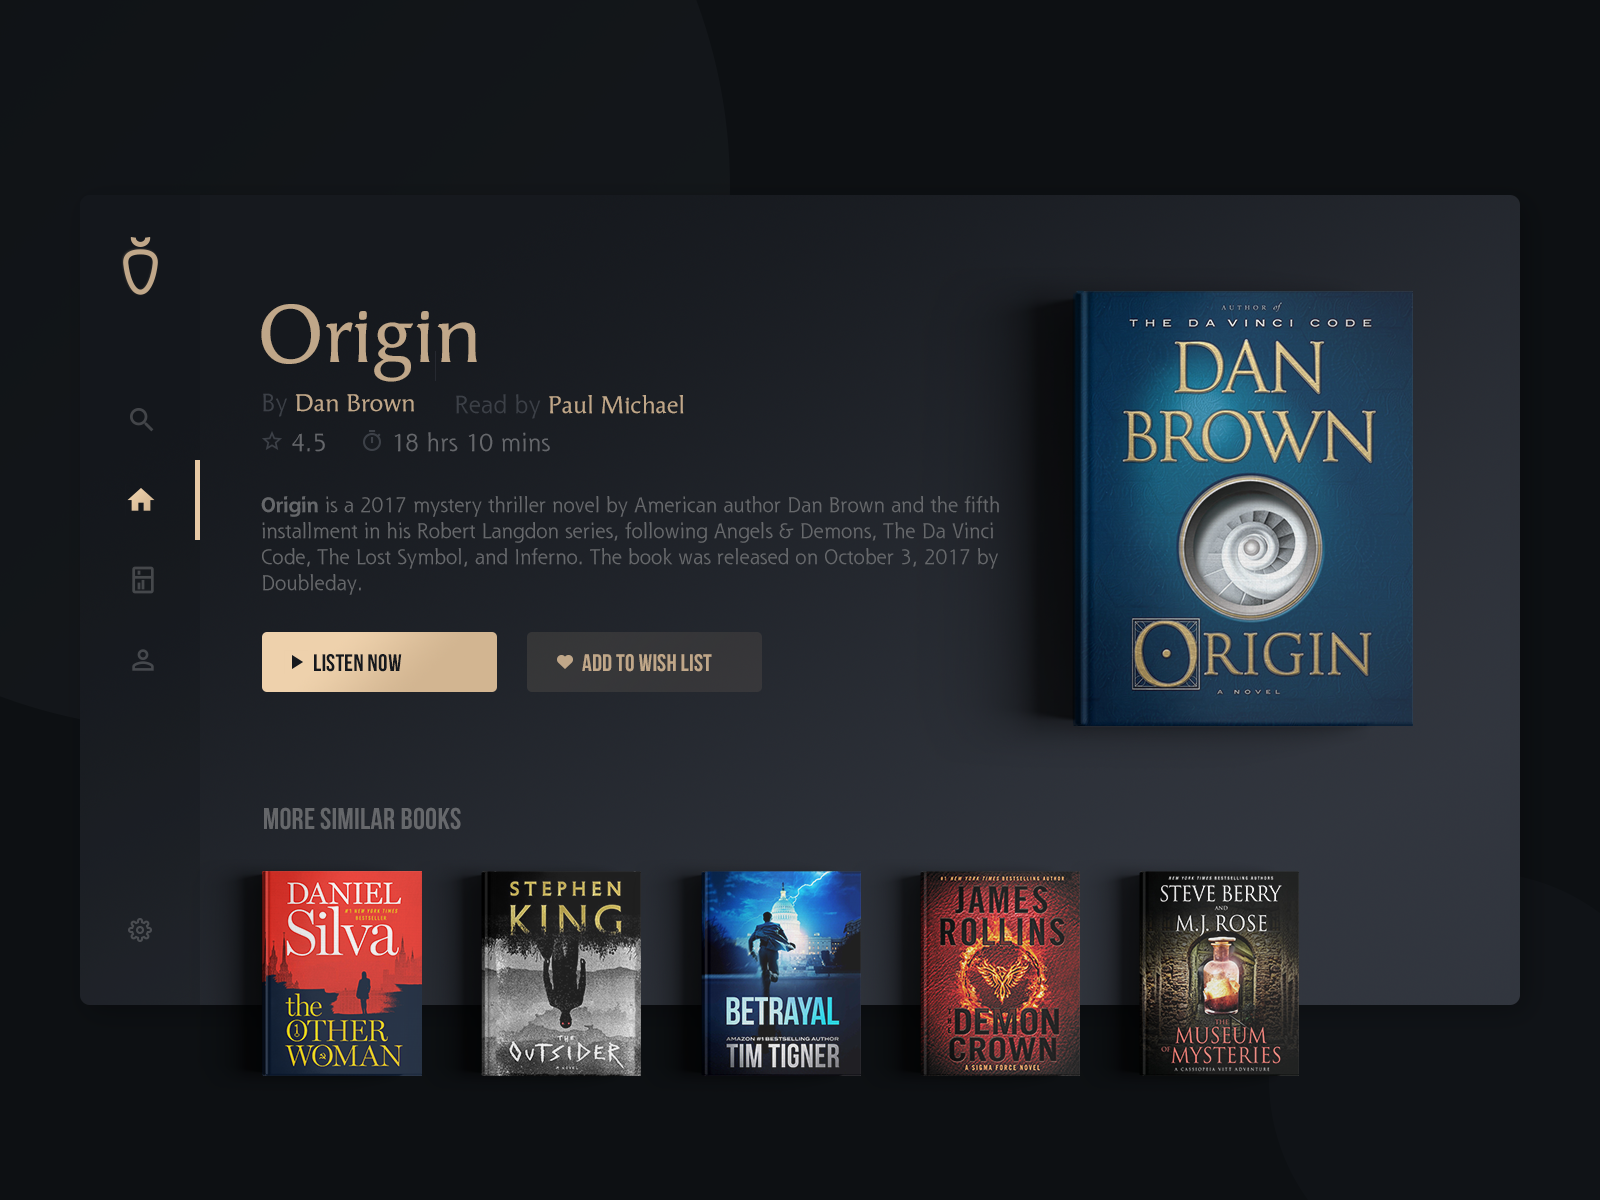 Origin
By Dan Brown Read by Paul Michael
4.5 18 hrs 10 mins
Origin is a 2017 mystery thriller novel by American author Dan Brown and the fifth
installment in his Robert Langdon series, following Angels & Demons, The Da Vinci
Code, The Lost Symbol, and Inferno. The book was released on October 3, 2017 by
Doubleday.
LISTEN NOW
ADD TO WISH LIST
AUTHOR of
THE DA VINCI CODE
DAN
BROWN
ORIGIN
A NOVEL
MORE SIMILAR BOOKS
DANIEL
#1 NEW YORK TIMES
BESTSELLER
Silva
the
OTHER
WOMAN
STEPHEN
KING
THE
OUTSIDER
A NOVEL
BETRAYAL
AMAZON #1 BESTSELLING AUTHOR
TIM TIGNER
#1 NEW YORK TIMES BESTSELLING AUTHOR
JAMES
ROLLINS
THE
DEMON
CROWN
A SIGMA FORCE NOVEL
NEW YORK TIMES BESTSELLING AUTHORS
STEVE BERRY
AND
M.J. ROSE
THE
MUSEUM
OF MYSTERIES
A CASSIOPEIA VITT ADVENTURE